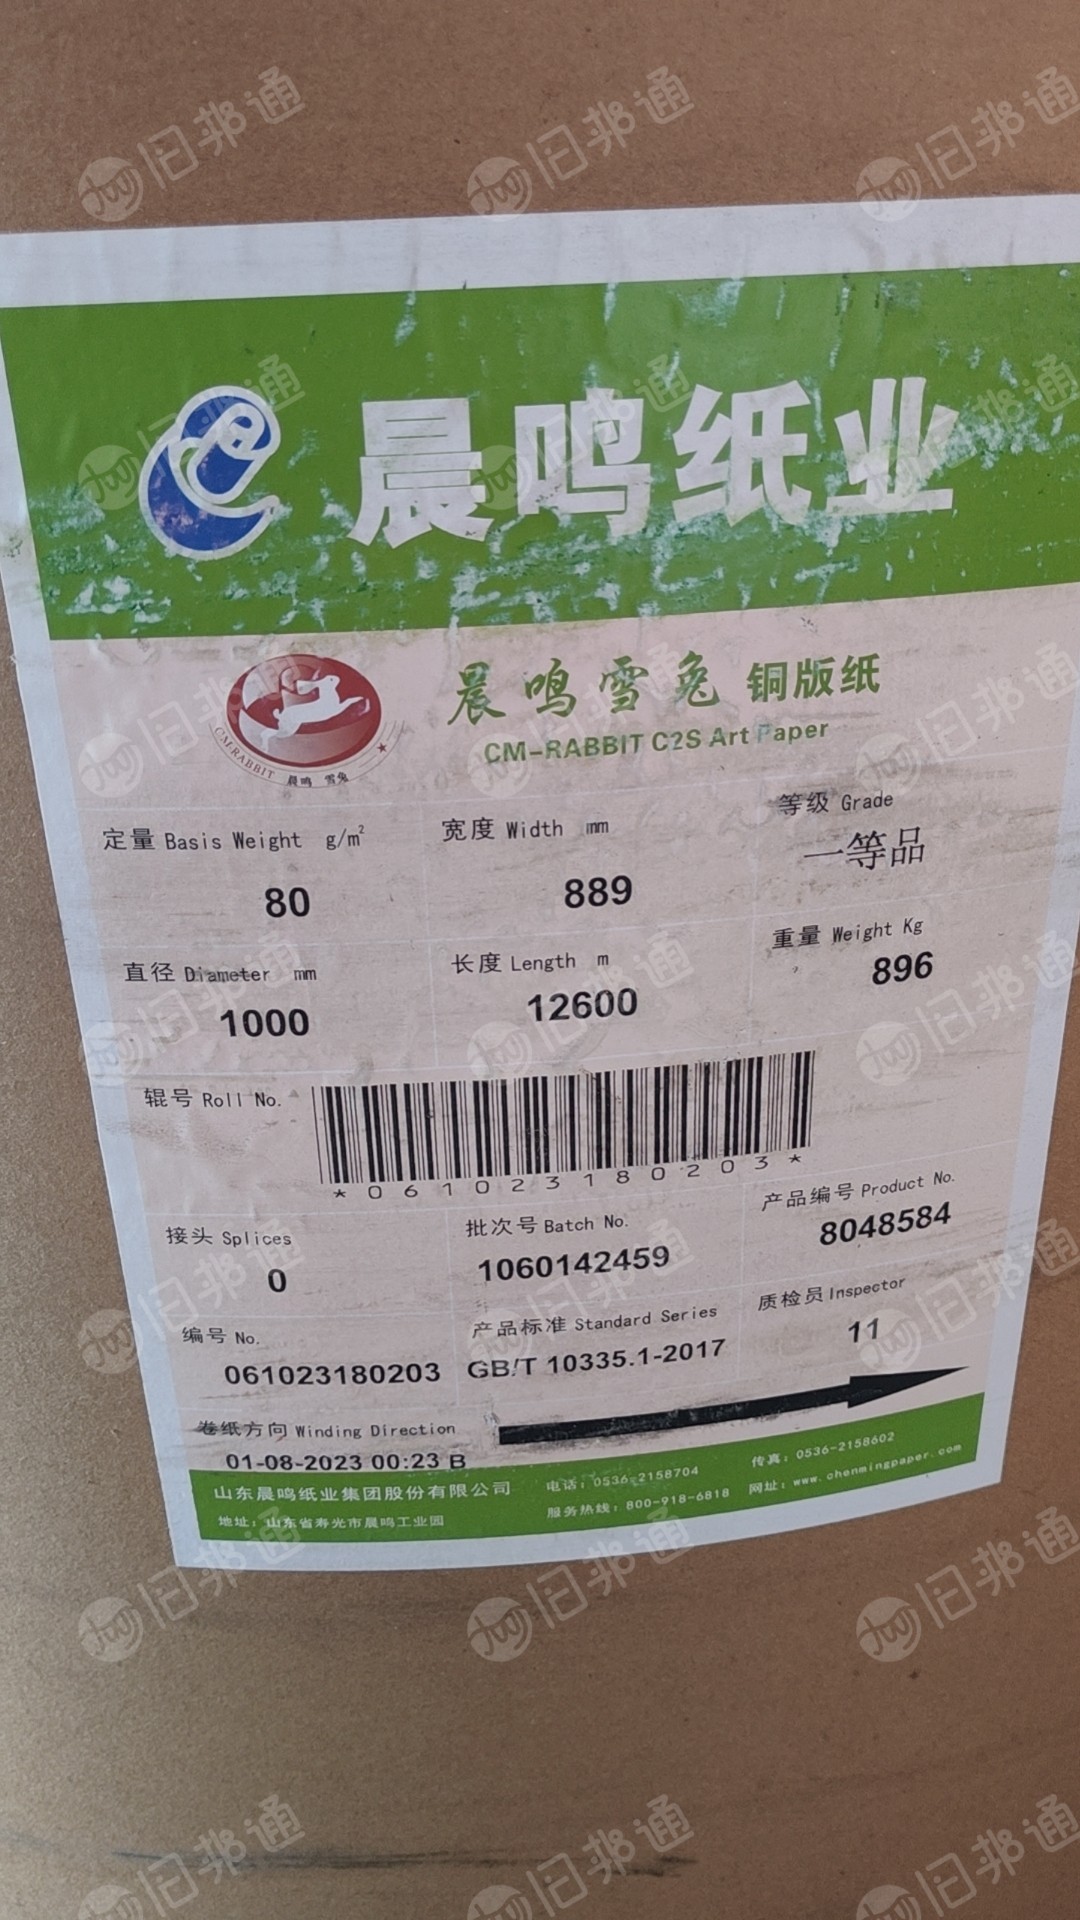 晨鸣纸业
晨鸣雪兔 铜版纸
CM-RABBIT C2S Art Paper
CM-RABBIT 晨鸣 雪兔
定量 Basis Weight g/m² 宽度 Width mm 等级 Grade
80 889 一等品
直径 Diameter mm 长度 Length m 重量 Weight Kg
1000 12600 896
辊号 Roll No.
*061023180203*
接头 Splices 批次号 Batch No. 产品编号 Product No.
0 1060142459 8048584
编号 No. 产品标准 Standard Series 质检员 Inspector
061023180203 GB/T 10335.1-2017 11
卷纸方向 Winding Direction
01-08-2023 00:23 B
山东晨鸣纸业集团股份有限公司 电话：0536-2158704 传真：0536-2158602
地址：山东省寿光市晨鸣工业园 服务热线：800-918-6818 网址：www.chenmingpaper.com
旧邦通